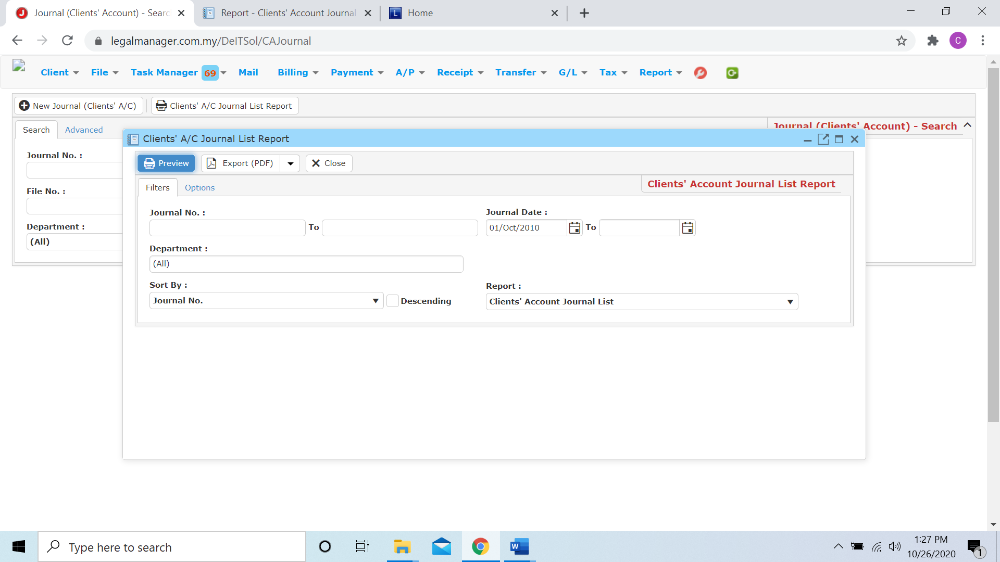 Journal (Clients' Account) - Searc
Report - Clients' Account Journal
Home
legalmanager.com.my/DeITSol/CAJournal
C
Client File Task Manager 69 Mail Billing Payment A/P Receipt Transfer G/L Tax Report
New Journal (Clients' A/C) Clients' A/C Journal List Report
Search Advanced
Journal (Clients' Account) - Search
Journal No. :
File No. :
Department :
(All)
Clients' A/C Journal List Report
Preview Export (PDF) Close
Filters Options
Clients' Account Journal List Report
Journal No. :
To
Journal Date :
01/Oct/2010 To
Department :
(All)
Sort By :
Journal No. Descending
Report :
Clients' Account Journal List
Type here to search
1:27 PM
10/26/2020
1